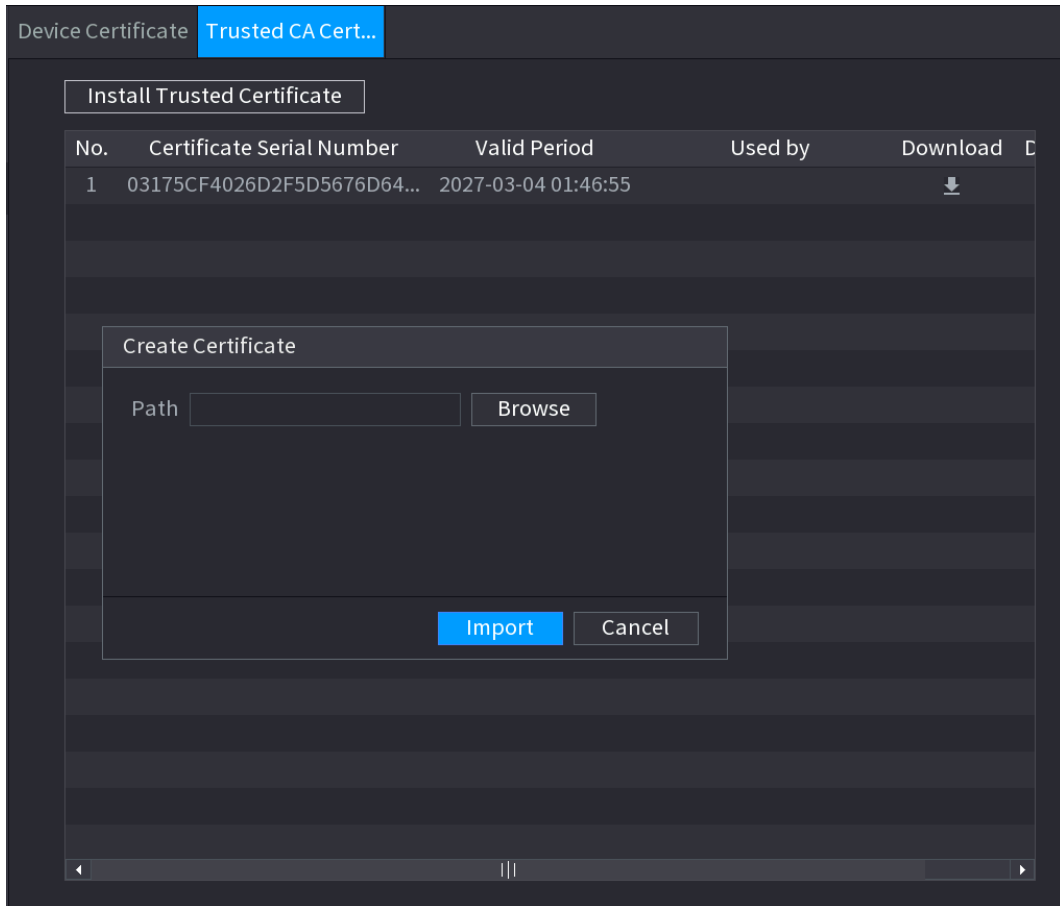 Device Certificate Trusted CA Cert...
Install Trusted Certificate
No. Certificate Serial Number Valid Period Used by Download D
1 03175CF4026D2F5D5676D64... 2027-03-04 01:46:55
Create Certificate
Path Browse
Import Cancel